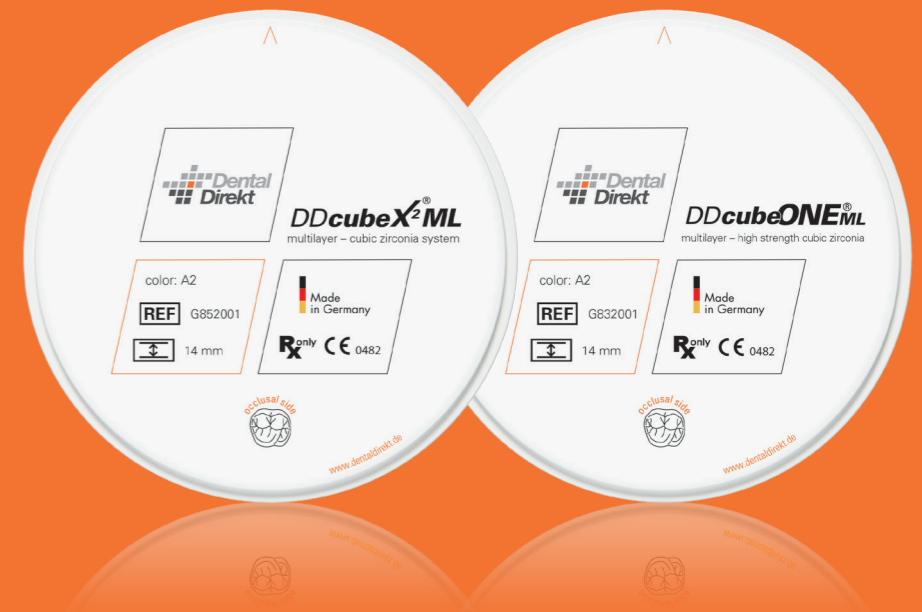 Dental
Direkt
DDcubeX²®ML
multilayer – cubic zirconia system
color: A2
REF G852001
14 mm
Made
in Germany
Rx only CE 0482
occlusal side
www.dentaldirekt.de
Dental
Direkt
DDcubeONE®ML
multilayer – high strength cubic zirconia
color: A2
REF G832001
14 mm
Made
in Germany
Rx only CE 0482
occlusal side
www.dentaldirekt.de